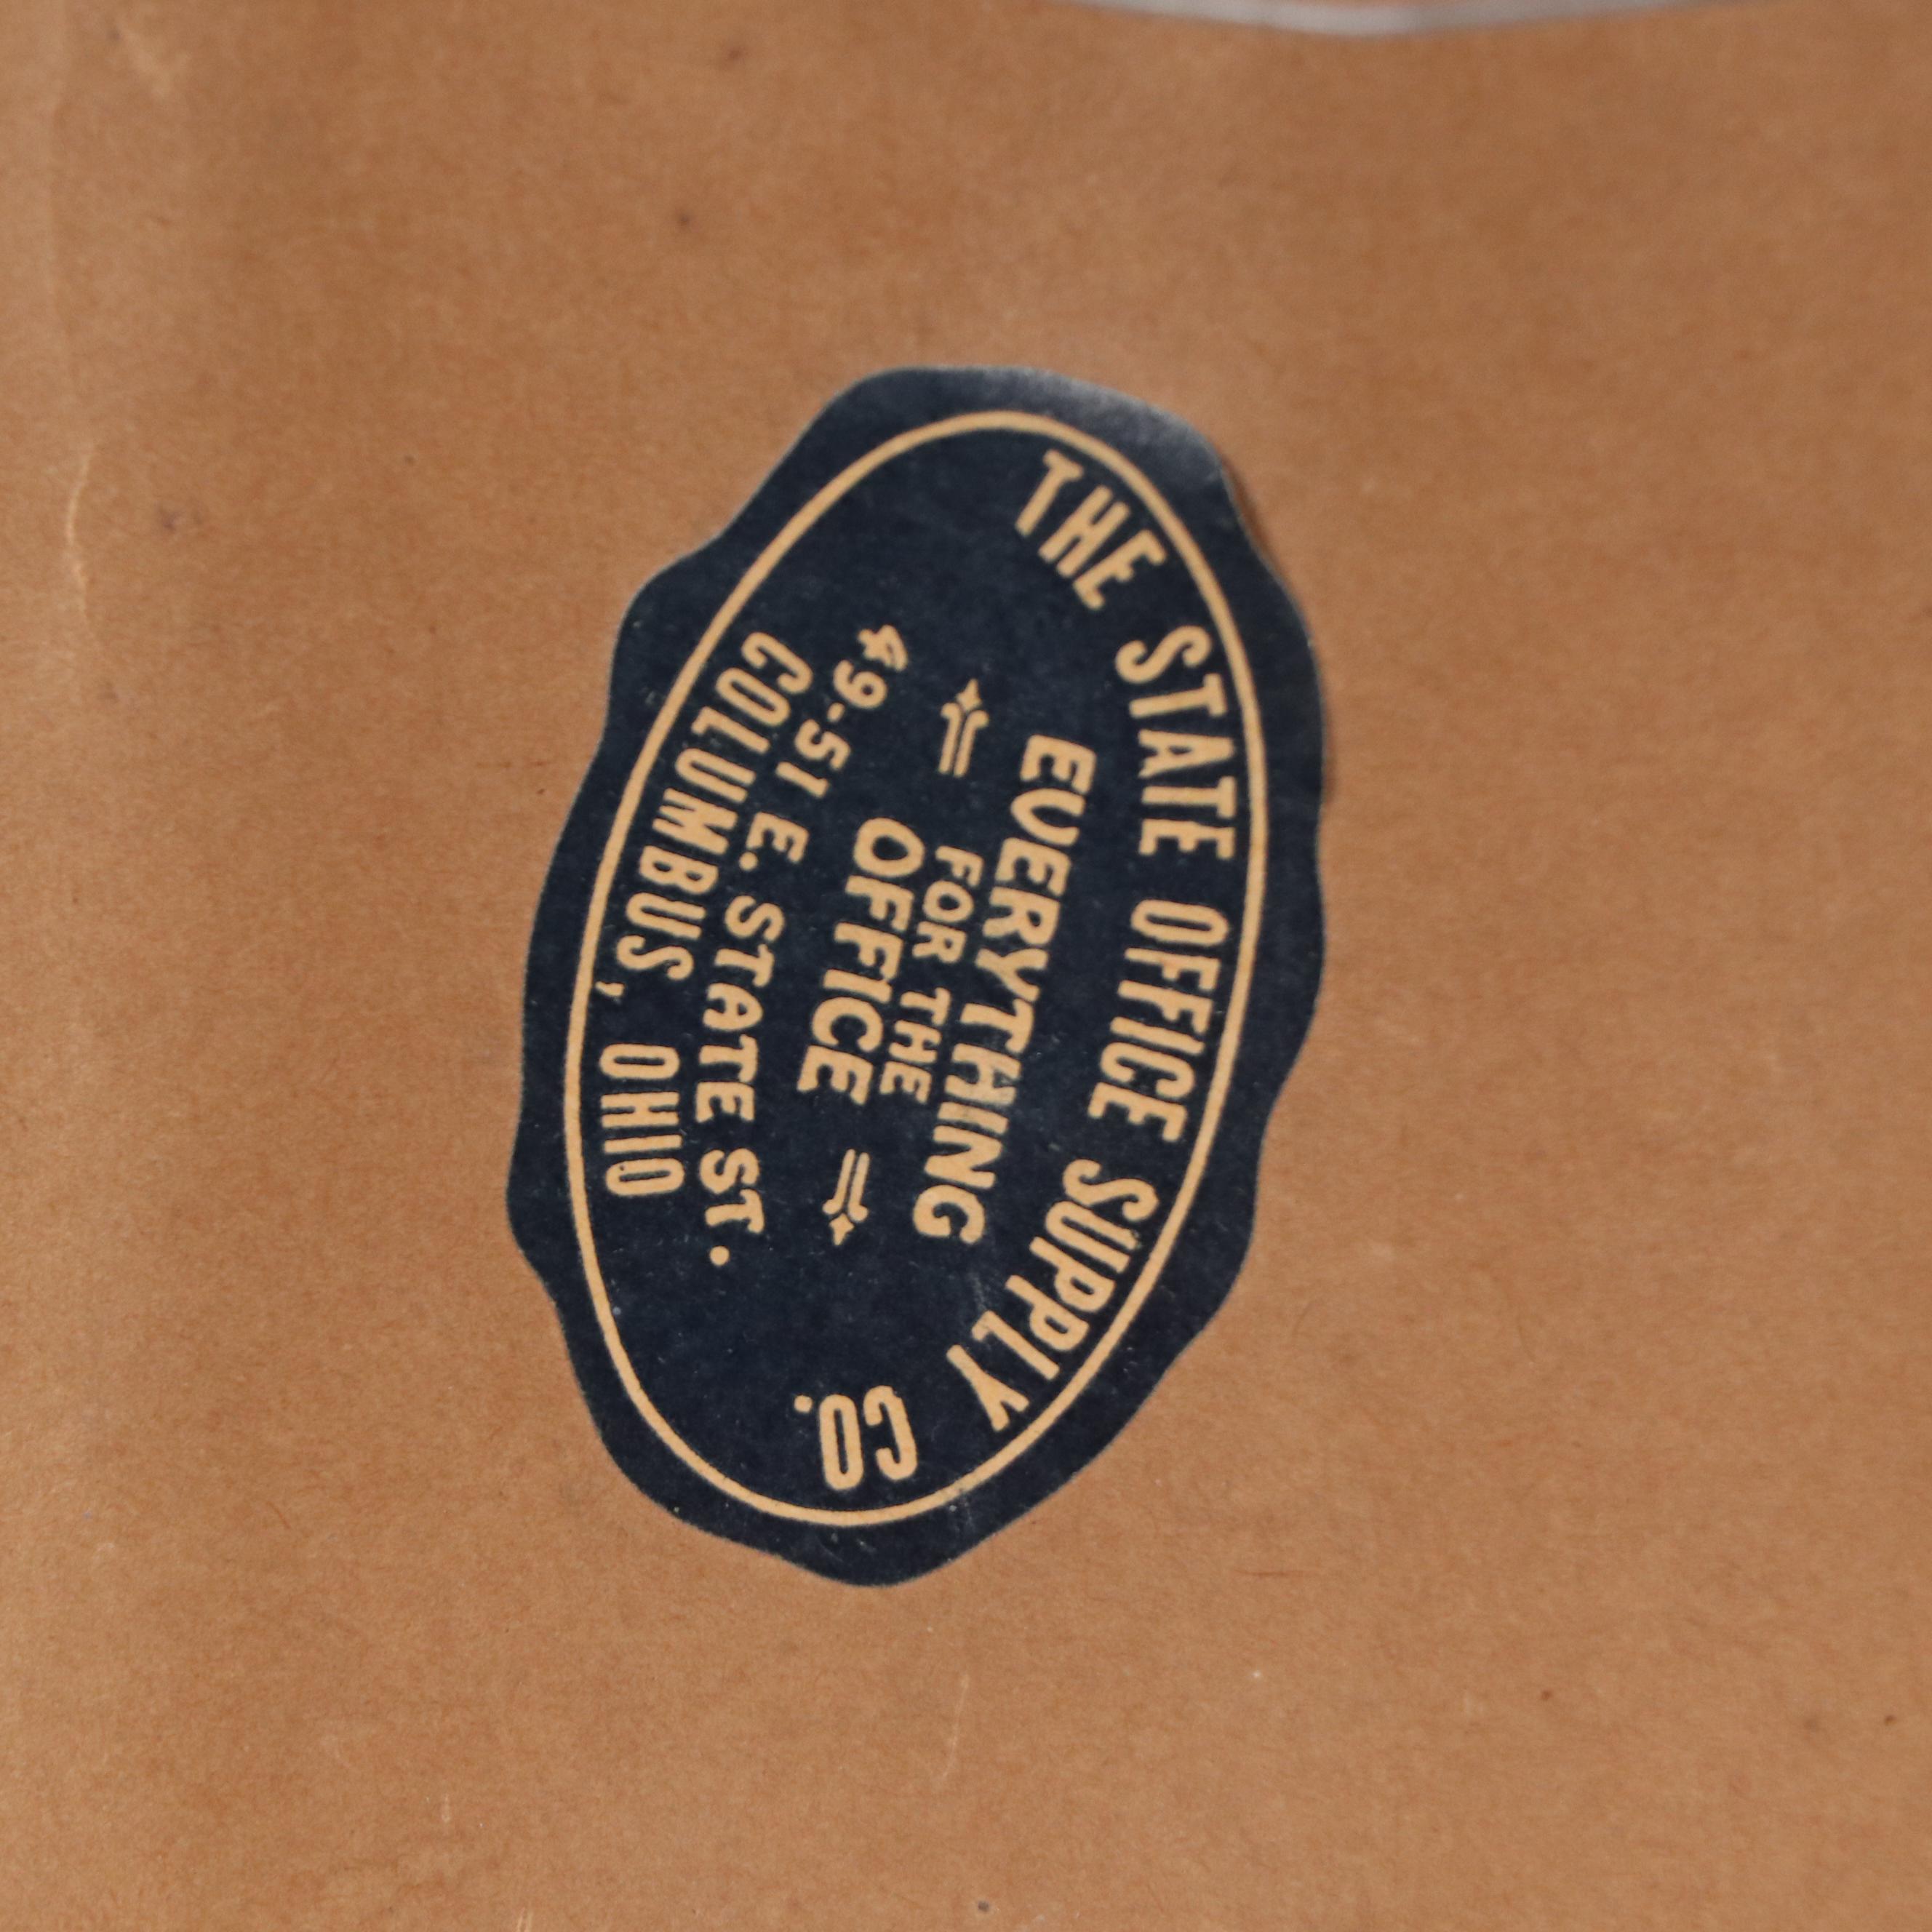 THE STATE OFFICE SUPPLY CO.
EVERYTHING
FOR THE
OFFICE
49-51 E. STATE ST.
COLUMBUS, OHIO